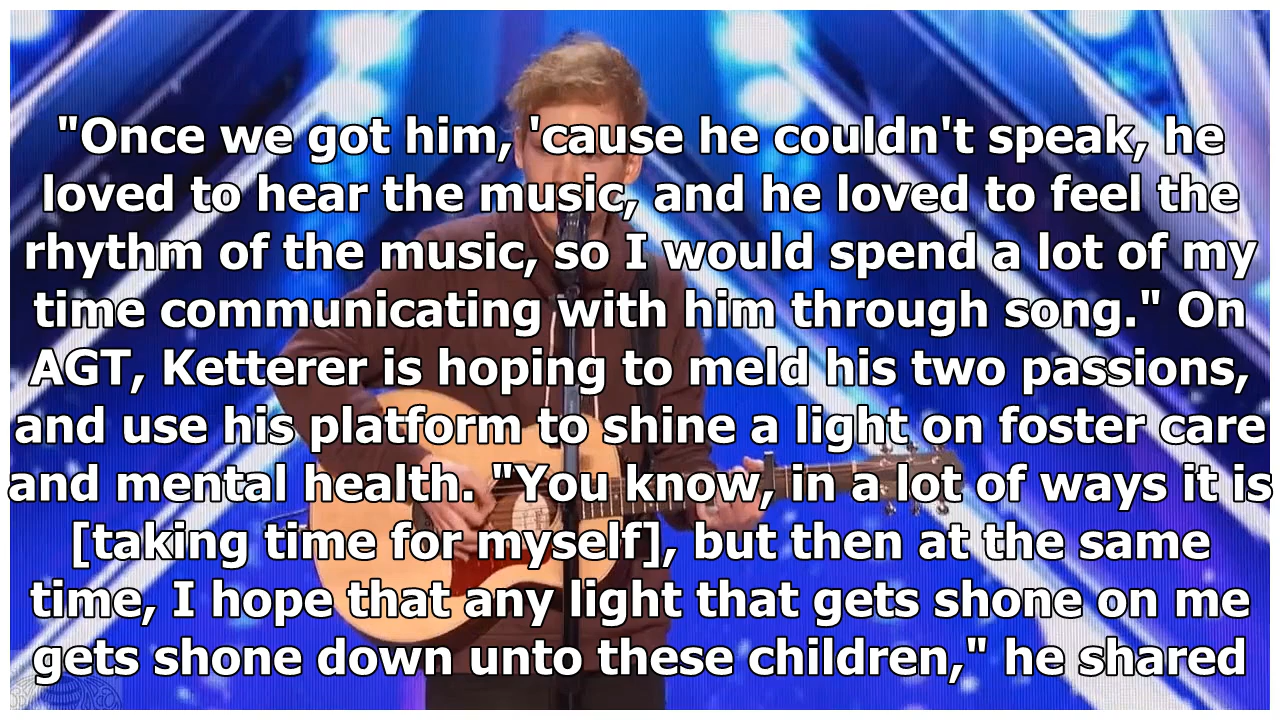 "Once we got him, 'cause he couldn't speak, he
loved to hear the music, and he loved to feel the
rhythm of the music, so I would spend a lot of my
time communicating with him through song." On
AGT, Ketterer is hoping to meld his two passions,
and use his platform to shine a light on foster care
and mental health. "You know, in a lot of ways it is
[taking time for myself], but then at the same
time, I hope that any light that gets shone on me
gets shone down unto these children," he shared